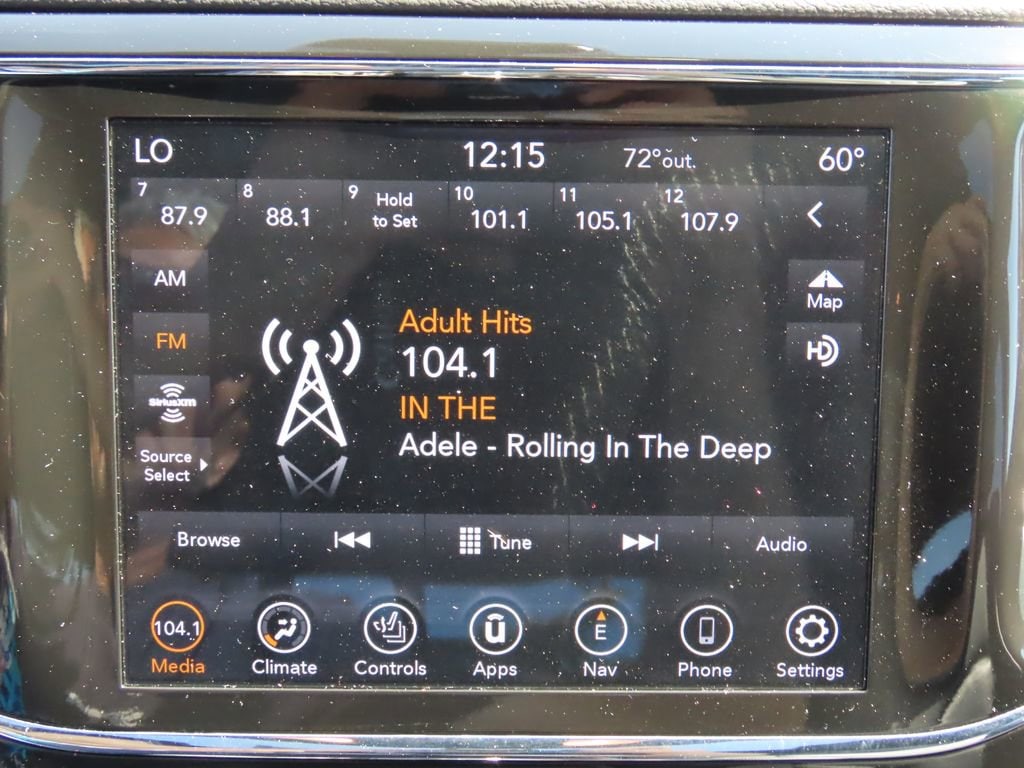 LO 12:15 72°out. 60°
7 87.9 8 88.1 9 Hold to Set 10 101.1 11 105.1 12 107.9
AM
Map
FM
HD
Adult Hits
104.1
IN THE
Adele - Rolling In The Deep
SiriusXM
Source
Select
Browse Tune Audio
104.1 E
Media Climate Controls Apps Nav Phone Settings